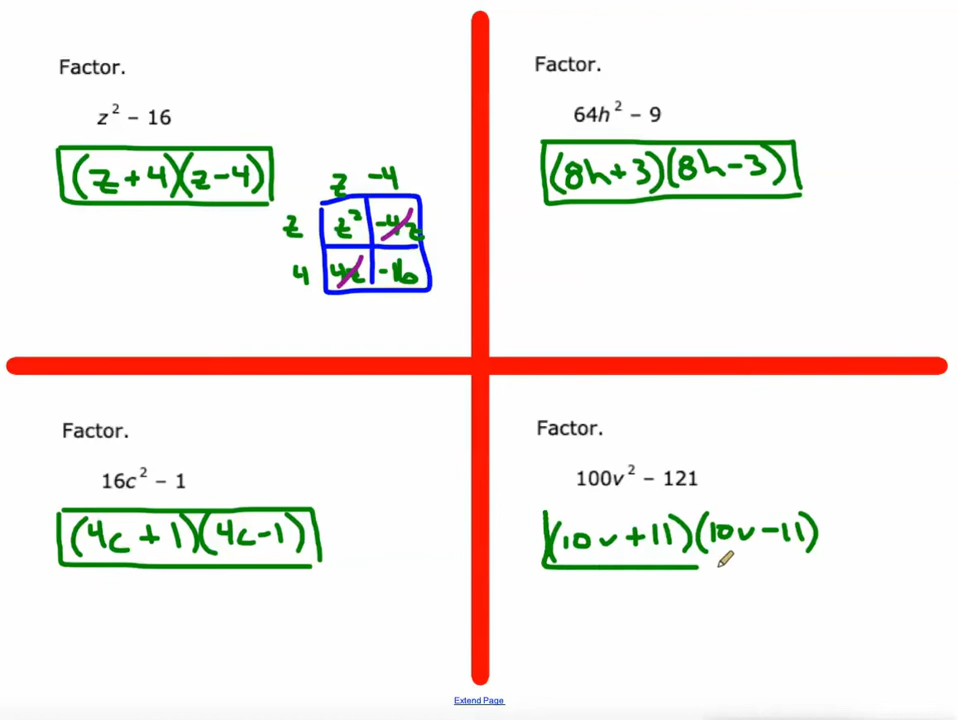 Factor.
z² – 16
(z+4)(z-4)
z -4
z z² -4z
4 4z -16
Factor.
64h² – 9
(8h+3)(8h-3)
Factor.
16c² – 1
(4c+1)(4c-1)
Factor.
100v² – 121
(10v+11)(10v-11)
Extend Page